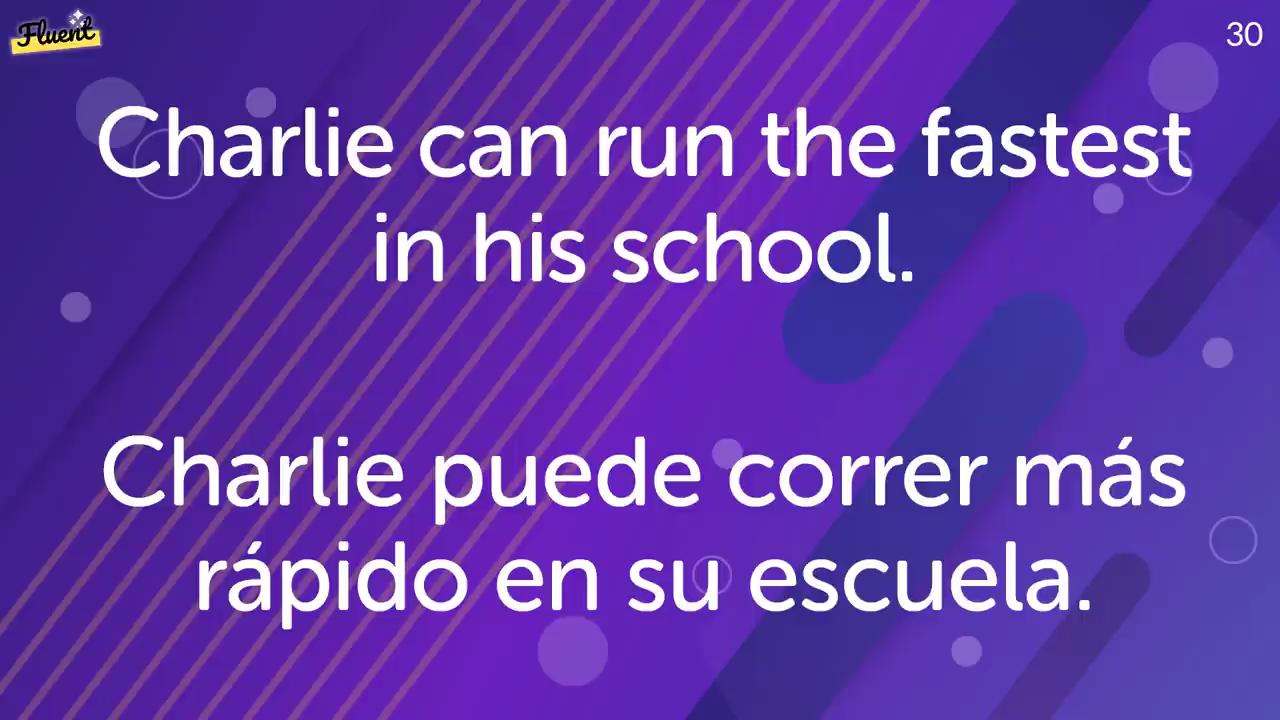 Fluent
30
Charlie can run the fastest
in his school.
Charlie puede correr más
rápido en su escuela.